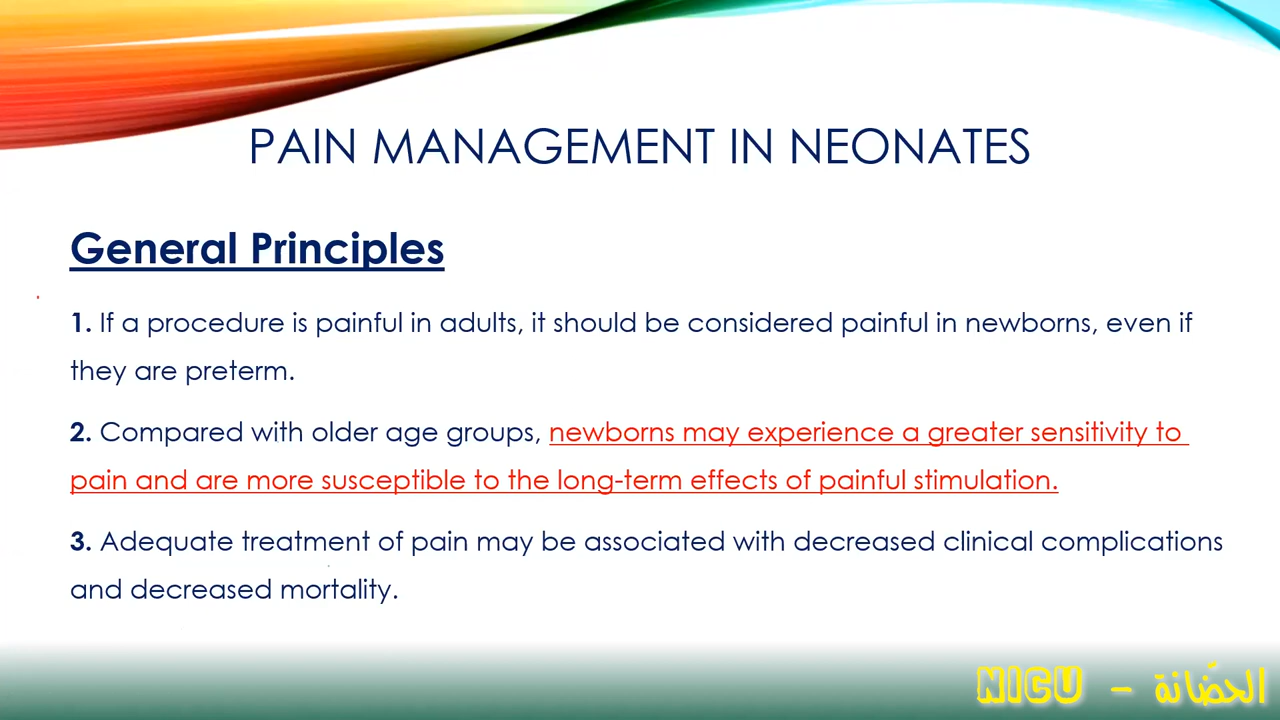 PAIN MANAGEMENT IN NEONATES
General Principles
1. If a procedure is painful in adults, it should be considered painful in newborns, even if
they are preterm.
2. Compared with older age groups, newborns may experience a greater sensitivity to
pain and are more susceptible to the long-term effects of painful stimulation.
3. Adequate treatment of pain may be associated with decreased clinical complications
and decreased mortality.
NICU - الحضّانة